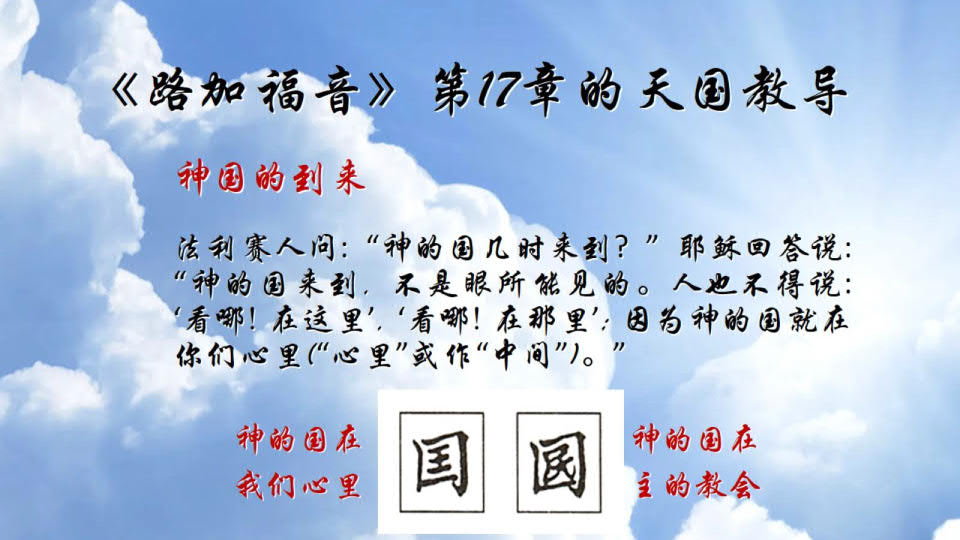 《路加福音》第17章的天国教导
神国的到来
法利赛人问：“神的国几时来到？”耶稣回答说：
“神的国来到，不是眼所能见的。人也不得说：
‘看哪！在这里’，‘看哪！在那里’；因为神的国就在
你们心里(“心里”或作“中间”)。”
神的国在
我们心里
囯 囻
神的国在
主的教会